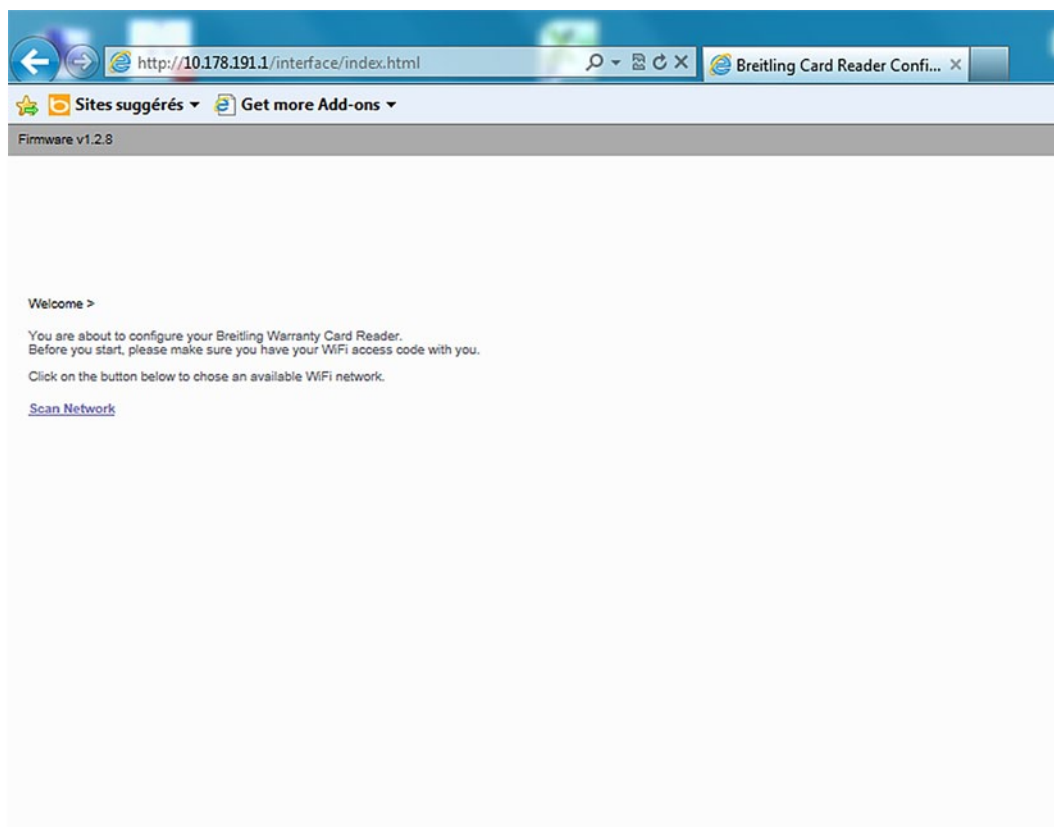 http://10.178.191.1/interface/index.html
Breitling Card Reader Confi...
Sites suggérés
Get more Add-ons
Firmware v1.2.8
Welcome >
You are about to configure your Breitling Warranty Card Reader.
Before you start, please make sure you have your WiFi access code with you.
Click on the button below to chose an available WiFi network.
Scan Network